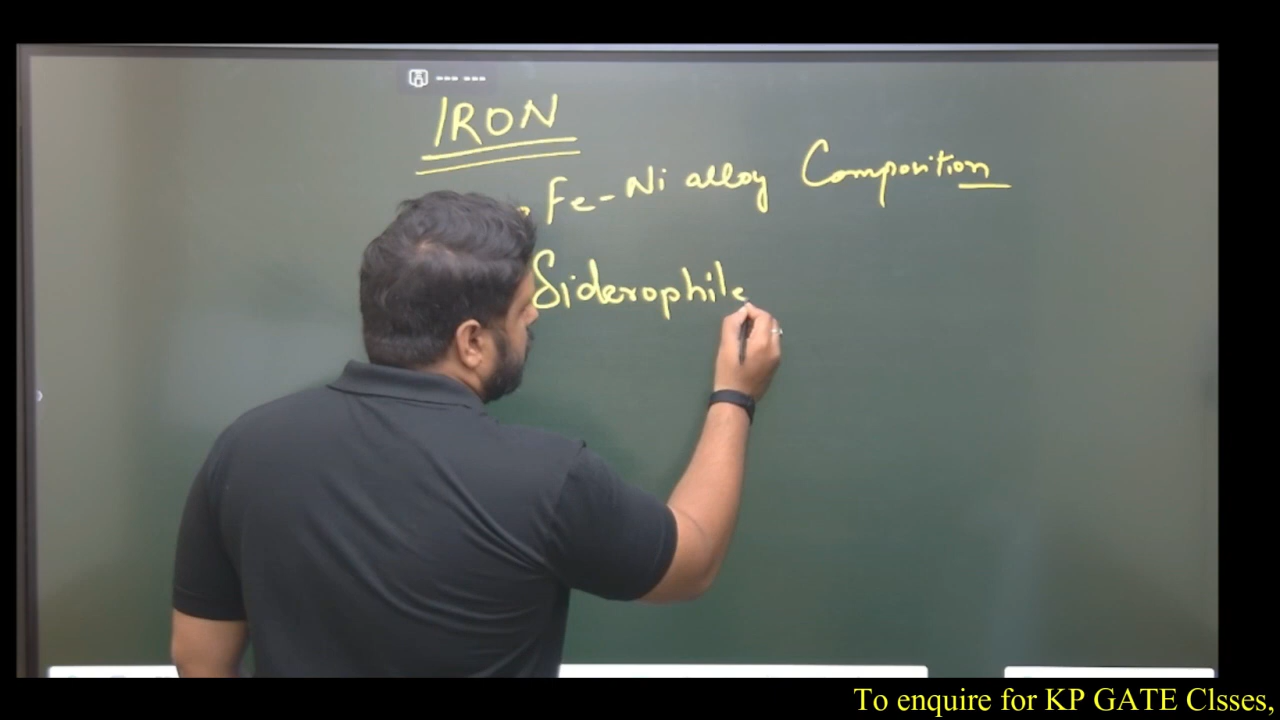 IRON
Fe-Ni alloy Composition
Siderophile
To enquire for KP GATE Clsses,